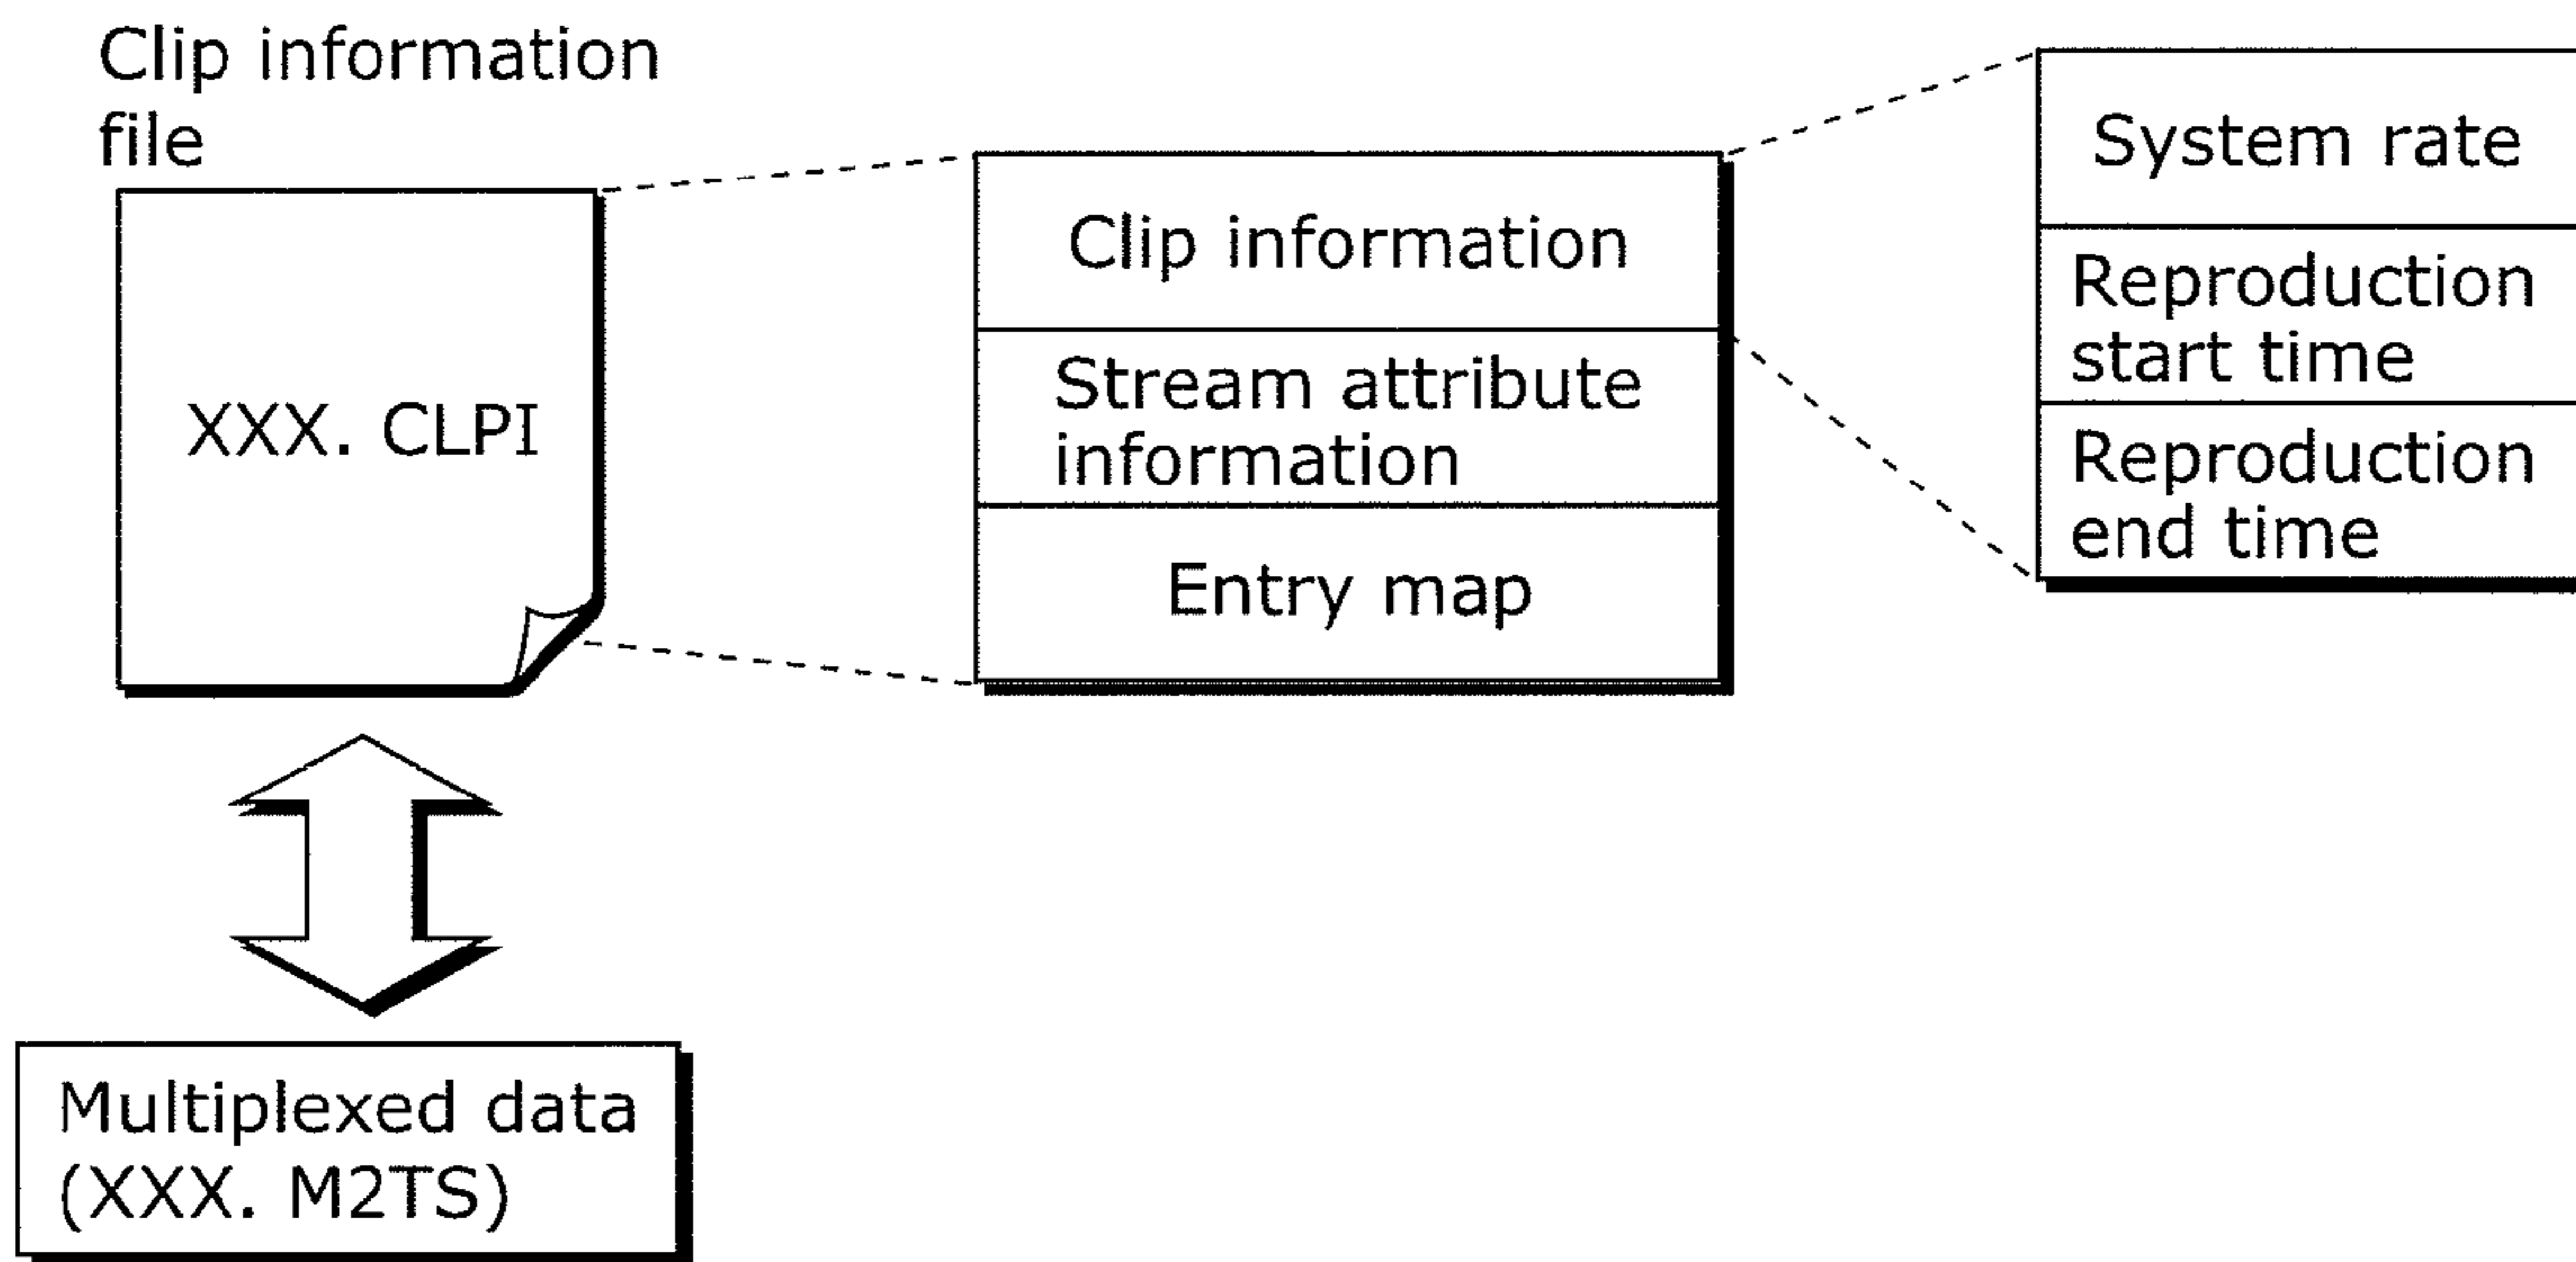 Clip information
file
XXX. CLPI
Clip information
Stream attribute
information
Entry map
System rate
Reproduction
start time
Reproduction
end time
Multiplexed data
(XXX. M2TS)